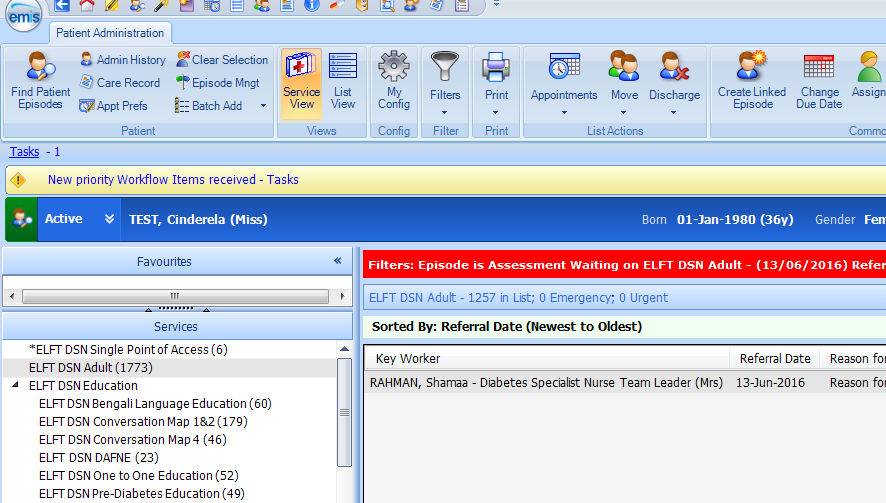 emis
Patient Administration
Find Patient Episodes
Admin History
Care Record
Appt Prefs
Clear Selection
Episode Mngt
Batch Add
Patient
Service View
List View
Views
My Config
Config
Filters
Filter
Print
Print
Appointments
Move
Discharge
List Actions
Create Linked Episode
Change Due Date
Assign
Commo
Tasks - 1
New priority Workflow Items received - Tasks
Active
TEST, Cinderela (Miss)
Born 01-Jan-1980 (36y)
Gender Fem
Favourites
Filters: Episode is Assessment Waiting on ELFT DSN Adult - (13/06/2016) Refer
ELFT DSN Adult - 1257 in List; 0 Emergency; 0 Urgent
Services
Sorted By: Referral Date (Newest to Oldest)
*ELFT DSN Single Point of Access (6)
ELFT DSN Adult (1773)
ELFT DSN Education
ELFT DSN Bengali Language Education (60)
ELFT DSN Conversation Map 1&2 (179)
ELFT DSN Conversation Map 4 (46)
ELFT DSN DAFNE (23)
ELFT DSN One to One Education (52)
ELFT DSN Pre-Diabetes Education (49)
Key Worker Referral Date Reason for
RAHMAN, Shamaa - Diabetes Specialist Nurse Team Leader (Mrs) 13-Jun-2016 Reason for